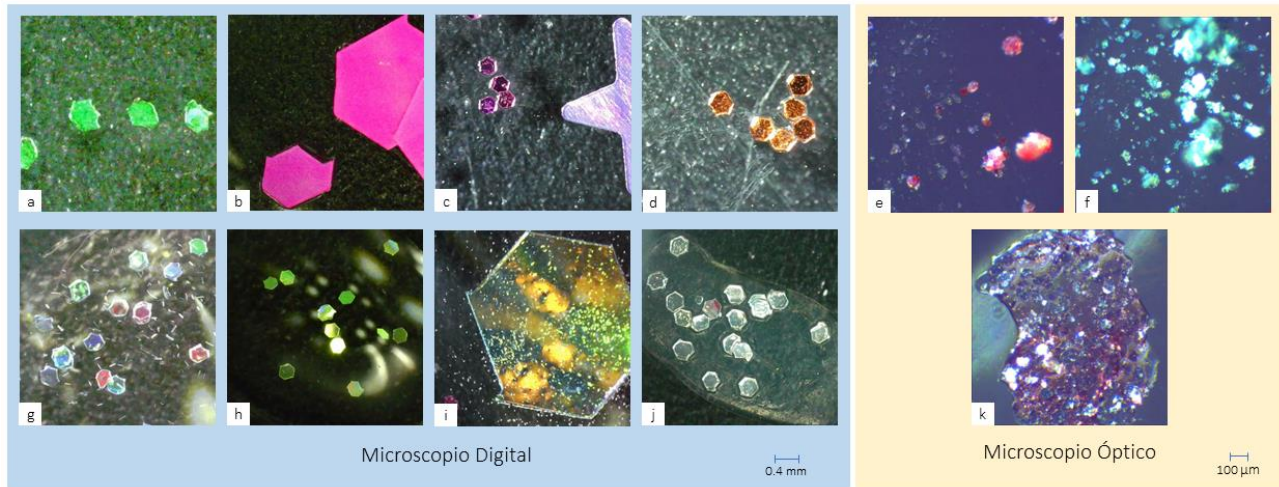 a
b
c
d
e
f
g
h
i
j
k
Microscopio Digital
0.4 mm
Microscopio Óptico
100 µm